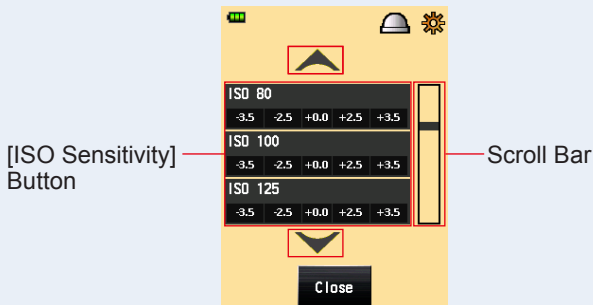 ISO 80
-3.5 -2.5 +0.0 +2.5 +3.5
ISO 100
-3.5 -2.5 +0.0 +2.5 +3.5
ISO 125
-3.5 -2.5 +0.0 +2.5 +3.5
[ISO Sensitivity]
Button
Scroll Bar
Close